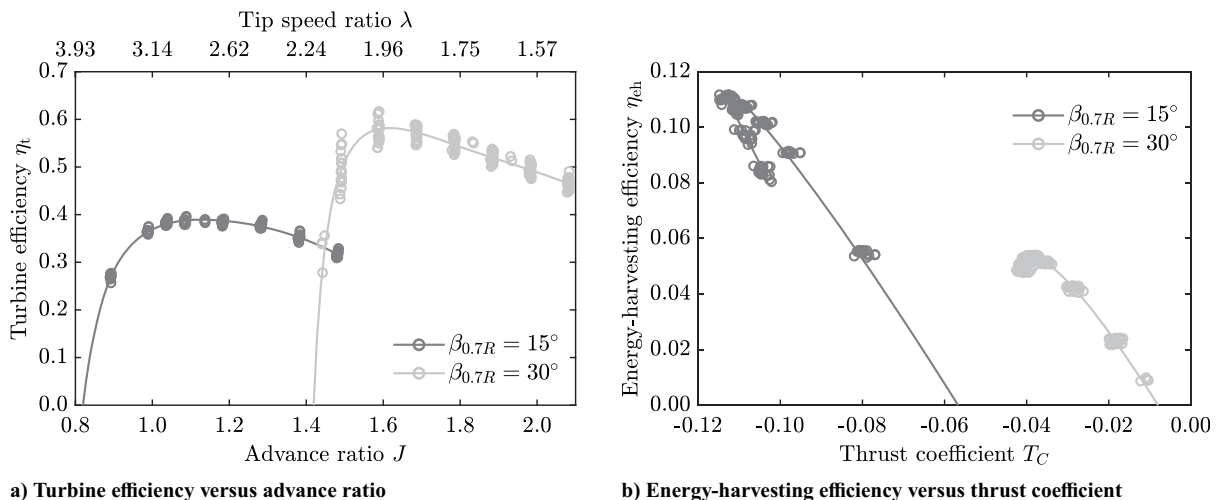 Tip speed ratio λ
3.93 3.14 2.62 2.24 1.96 1.75 1.57
0.7
0.6
0.5
0.4
0.3
0.2
0.1
0.0
Turbine efficiency ηt
β0.7R = 15°
β0.7R = 30°
0.8 1.0 1.2 1.4 1.6 1.8 2.0
Advance ratio J
a) Turbine efficiency versus advance ratio
0.12
0.10
0.08
0.06
0.04
0.02
0.00
Energy-harvesting efficiency ηeh
β0.7R = 15°
β0.7R = 30°
-0.12 -0.10 -0.08 -0.06 -0.04 -0.02 0.00
Thrust coefficient TC
b) Energy-harvesting efficiency versus thrust coefficient